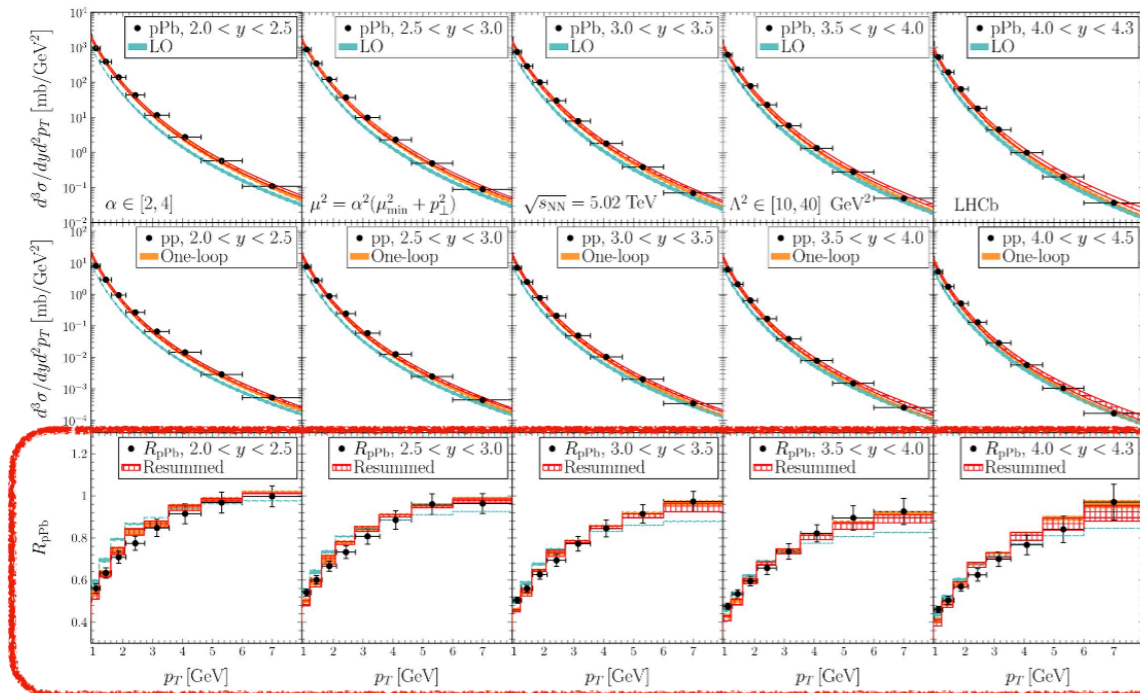 pPb, 2.0 < y < 2.5
LO
pPb, 2.5 < y < 3.0
LO
pPb, 3.0 < y < 3.5
LO
pPb, 3.5 < y < 4.0
LO
pPb, 4.0 < y < 4.3
LO
d³σ/dyd²p_T [mb/GeV²]
10³
10²
10¹
10⁰
10⁻¹
10⁻²
α ∈ [2, 4]
μ² = α²(μ²_min + p²_⊥)
√s_NN = 5.02 TeV
Λ² ∈ [10, 40] GeV²
LHCb
pp, 2.0 < y < 2.5
One-loop
pp, 2.5 < y < 3.0
One-loop
pp, 3.0 < y < 3.5
One-loop
pp, 3.5 < y < 4.0
One-loop
pp, 4.0 < y < 4.5
One-loop
d³σ/dyd²p_T [mb/GeV²]
10²
10¹
10⁰
10⁻¹
10⁻²
10⁻³
10⁻⁴
R_pPb, 2.0 < y < 2.5
Resummed
R_pPb, 2.5 < y < 3.0
Resummed
R_pPb, 3.0 < y < 3.5
Resummed
R_pPb, 3.5 < y < 4.0
Resummed
R_pPb, 4.0 < y < 4.3
Resummed
R_pPb
1.2
1
0.8
0.6
0.4
1 2 3 4 5 6 7
1 2 3 4 5 6 7
1 2 3 4 5 6 7
1 2 3 4 5 6 7
1 2 3 4 5 6 7
p_T [GeV]
p_T [GeV]
p_T [GeV]
p_T [GeV]
p_T [GeV]